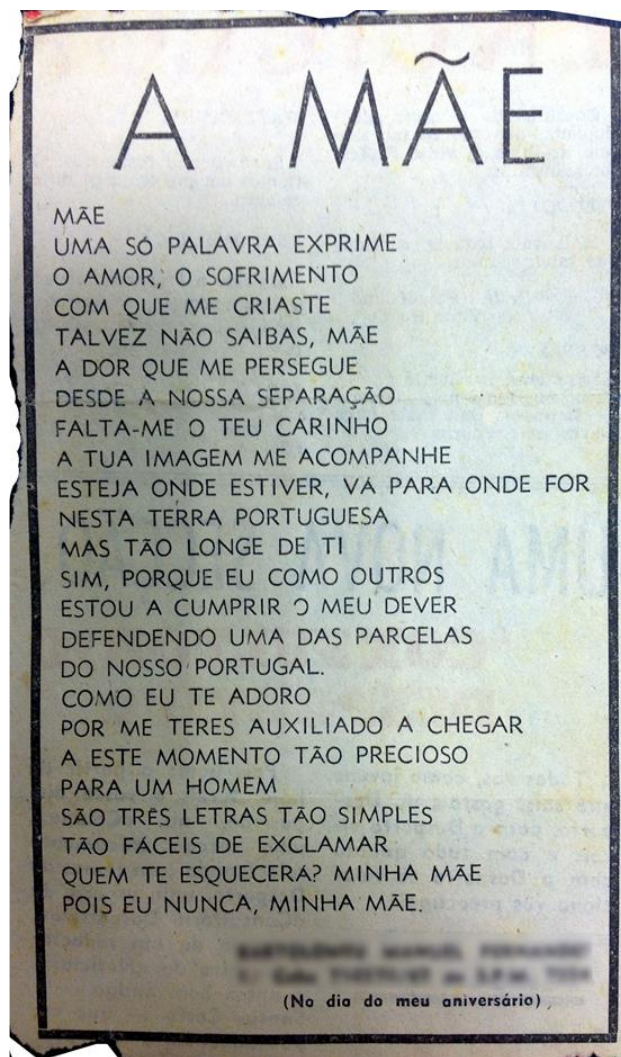 A MÃE
MÃE
UMA SÓ PALAVRA EXPRIME
O AMOR, O SOFRIMENTO
COM QUE ME CRIASTE
TALVEZ NÃO SAIBAS, MÃE
A DOR QUE ME PERSEGUE
DESDE A NOSSA SEPARAÇÃO
FALTA-ME O TEU CARINHO
A TUA IMAGEM ME ACOMPANHE
ESTEJA ONDE ESTIVER, VÁ PARA ONDE FOR
NESTA TERRA PORTUGUESA
MAS TÃO LONGE DE TI
SIM, PORQUE EU COMO OUTROS
ESTOU A CUMPRIR O MEU DEVER
DEFENDENDO UMA DAS PARCELAS
DO NOSSO PORTUGAL.
COMO EU TE ADORO
POR ME TERES AUXILIADO A CHEGAR
A ESTE MOMENTO TÃO PRECIOSO
PARA UM HOMEM
SÃO TRÊS LETRAS TÃO SIMPLES
TÃO FÁCEIS DE EXCLAMAR
QUEM TE ESQUECERÁ? MINHA MÃE
POIS EU NUNCA, MINHA MÃE.
(No dia do meu aniversário)